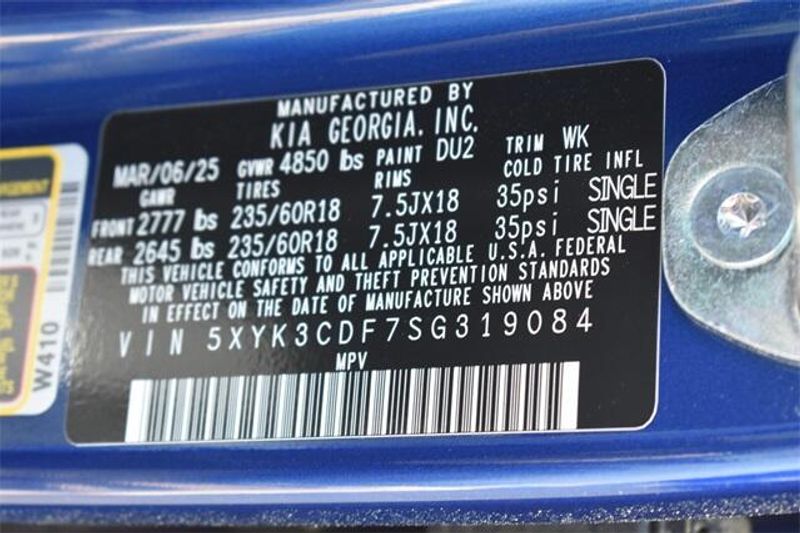 MANUFACTURED BY
KIA GEORGIA, INC.
MAR/06/25 GVWR 4850 lbs PAINT DU2 TRIM WK
GAWR TIRES RIMS COLD TIRE INFL
FRONT 2777 lbs 235/60R18 7.5JX18 35psi SINGLE
REAR 2645 lbs 235/60R18 7.5JX18 35psi SINGLE
THIS VEHICLE CONFORMS TO ALL APPLICABLE U.S.A. FEDERAL
MOTOR VEHICLE SAFETY AND THEFT PREVENTION STANDARDS
IN EFFECT ON THE DATE OF MANUFACTURE SHOWN ABOVE
VIN 5XYK3CDF7SG319084
MPV
W410